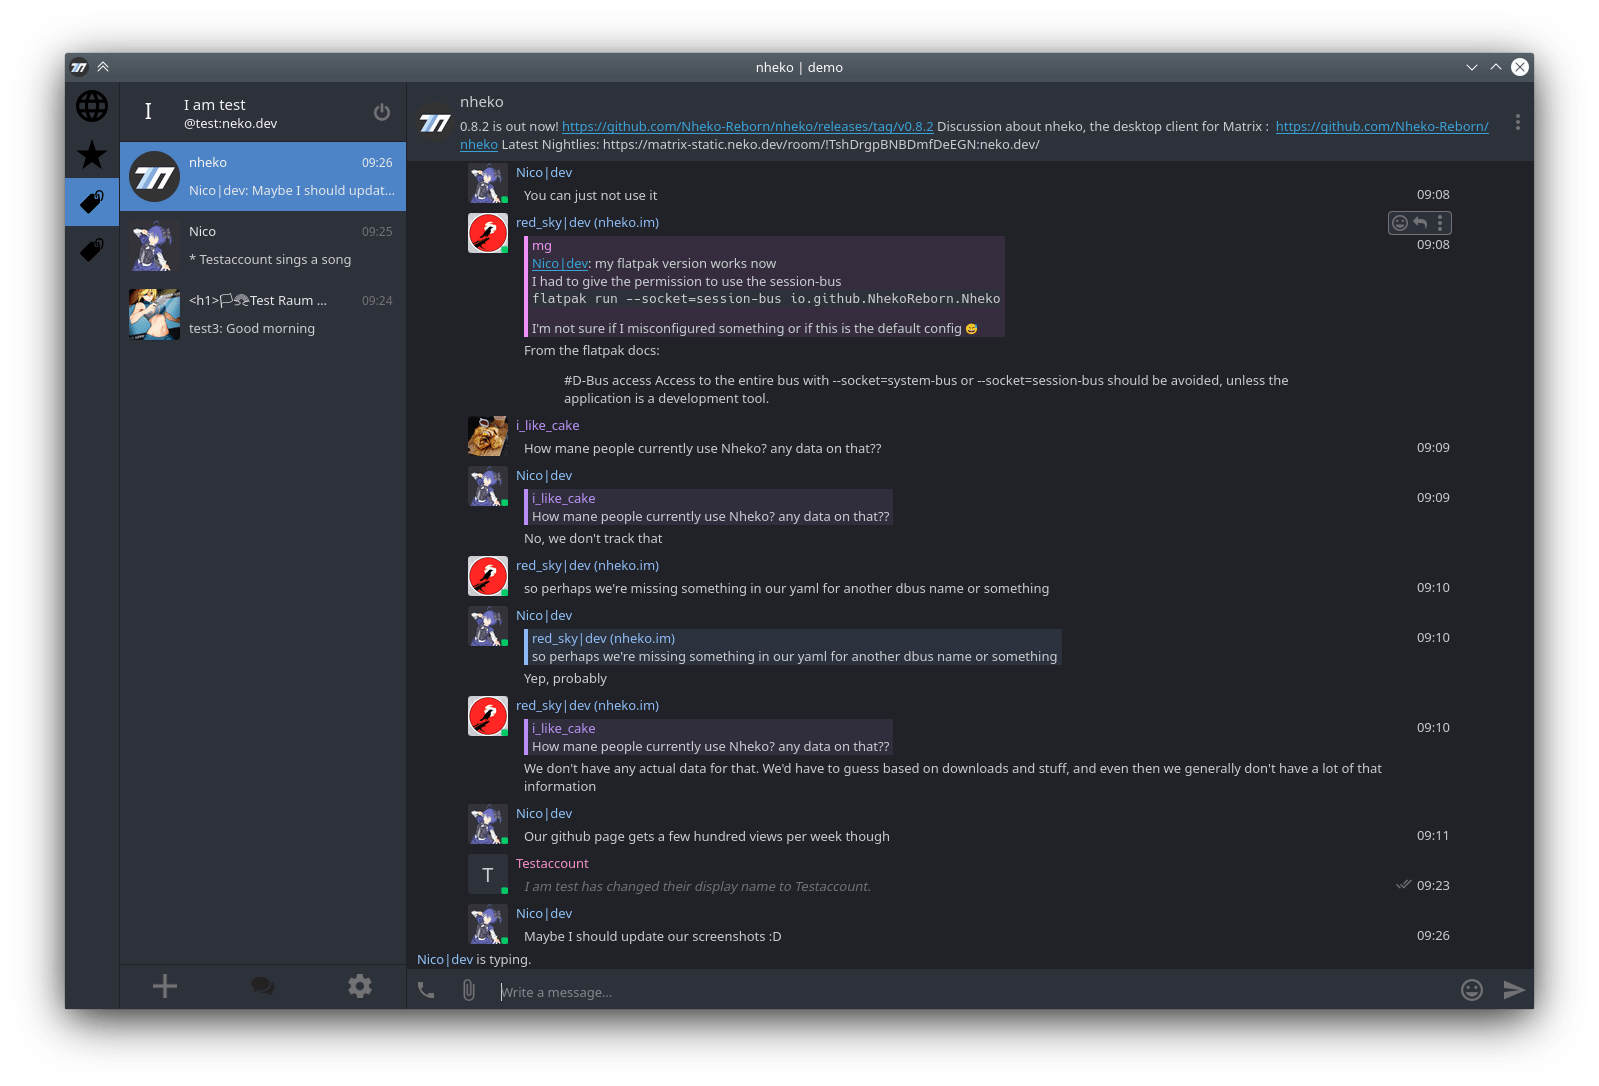 nheko | demo
I
I am test
@test:neko.dev
nheko 09:26
Nico|dev: Maybe I should updat...
Nico 09:25
* Testaccount sings a song
<h1>🏳️🪭Test Raum ... 09:24
test3: Good morning
nheko
0.8.2 is out now! https://github.com/Nheko-Reborn/nheko/releases/tag/v0.8.2 Discussion about nheko, the desktop client for Matrix : https://github.com/Nheko-Reborn/
nheko Latest Nightlies: https://matrix-static.neko.dev/room/!TshDrgpBNBDmfDeEGN:neko.dev/
Nico|dev
You can just not use it 09:08
red_sky|dev (nheko.im)
09:08
mg
Nico|dev: my flatpak version works now
I had to give the permission to use the session-bus
flatpak run --socket=session-bus io.github.NhekoReborn.Nheko
I'm not sure if I misconfigured something or if this is the default config 😅
From the flatpak docs:
#D-Bus access Access to the entire bus with --socket=system-bus or --socket=session-bus should be avoided, unless the
application is a development tool.
i_like_cake
How mane people currently use Nheko? any data on that?? 09:09
Nico|dev
i_like_cake 09:09
How mane people currently use Nheko? any data on that??
No, we don't track that
red_sky|dev (nheko.im)
so perhaps we're missing something in our yaml for another dbus name or something 09:10
Nico|dev
red_sky|dev (nheko.im) 09:10
so perhaps we're missing something in our yaml for another dbus name or something
Yep, probably
red_sky|dev (nheko.im)
i_like_cake 09:10
How mane people currently use Nheko? any data on that??
We don't have any actual data for that. We'd have to guess based on downloads and stuff, and even then we generally don't have a lot of that
information
Nico|dev
Our github page gets a few hundred views per week though 09:11
Testaccount
T
I am test has changed their display name to Testaccount. 09:23
Nico|dev
Maybe I should update our screenshots :D 09:26
Nico|dev is typing.
Write a message...